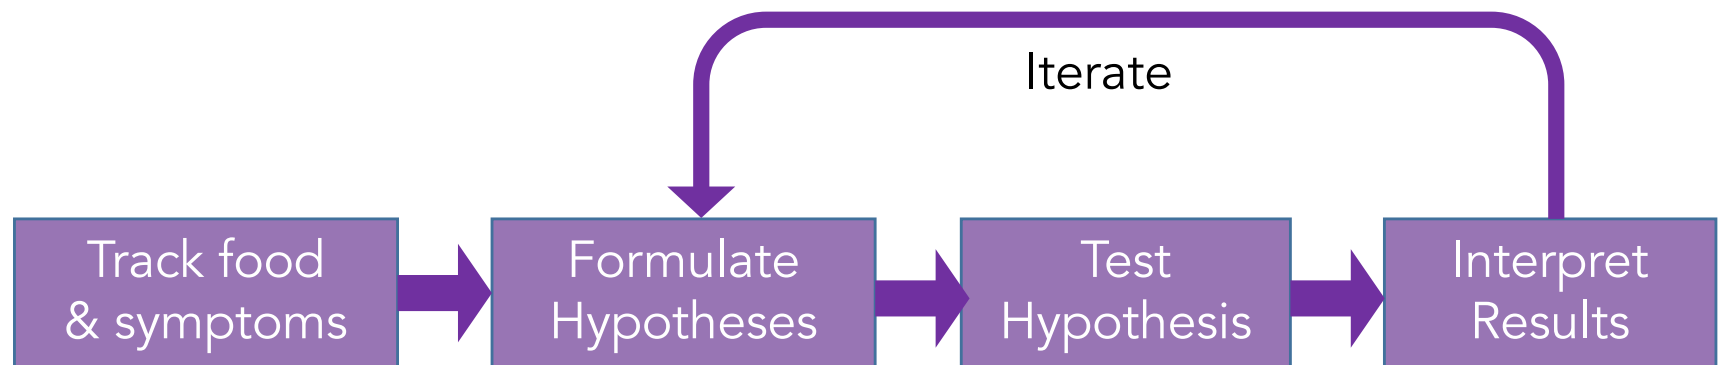 Iterate
Track food
& symptoms
Formulate
Hypotheses
Test
Hypothesis
Interpret
Results